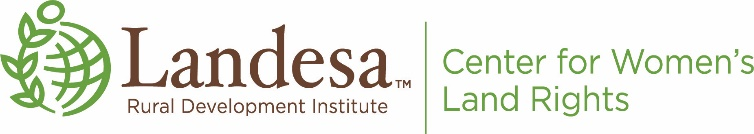 Landesa™
Rural Development Institute
Center for Women's
Land Rights